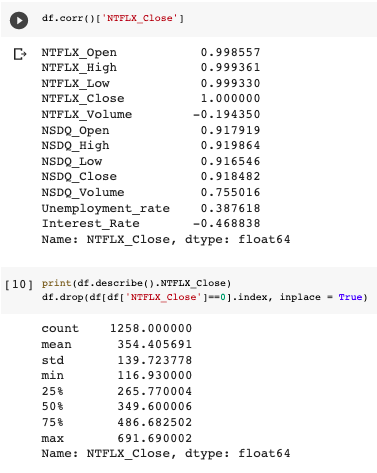 df.corr()['NTFLX_Close']
NTFLX_Open 0.998557
NTFLX_High 0.999361
NTFLX_Low 0.999330
NTFLX_Close 1.000000
NTFLX_Volume -0.194350
NSDQ_Open 0.917919
NSDQ_High 0.919864
NSDQ_Low 0.916546
NSDQ_Close 0.918482
NSDQ_Volume 0.755016
Unemployment_rate 0.387618
Interest_Rate -0.468838
Name: NTFLX_Close, dtype: float64
[10] print(df.describe().NTFLX_Close)
df.drop(df[df['NTFLX_Close']==0].index, inplace = True)
count 1258.000000
mean 354.405691
std 139.723778
min 116.930000
25% 265.770004
50% 349.600006
75% 486.682502
max 691.690002
Name: NTFLX_Close, dtype: float64